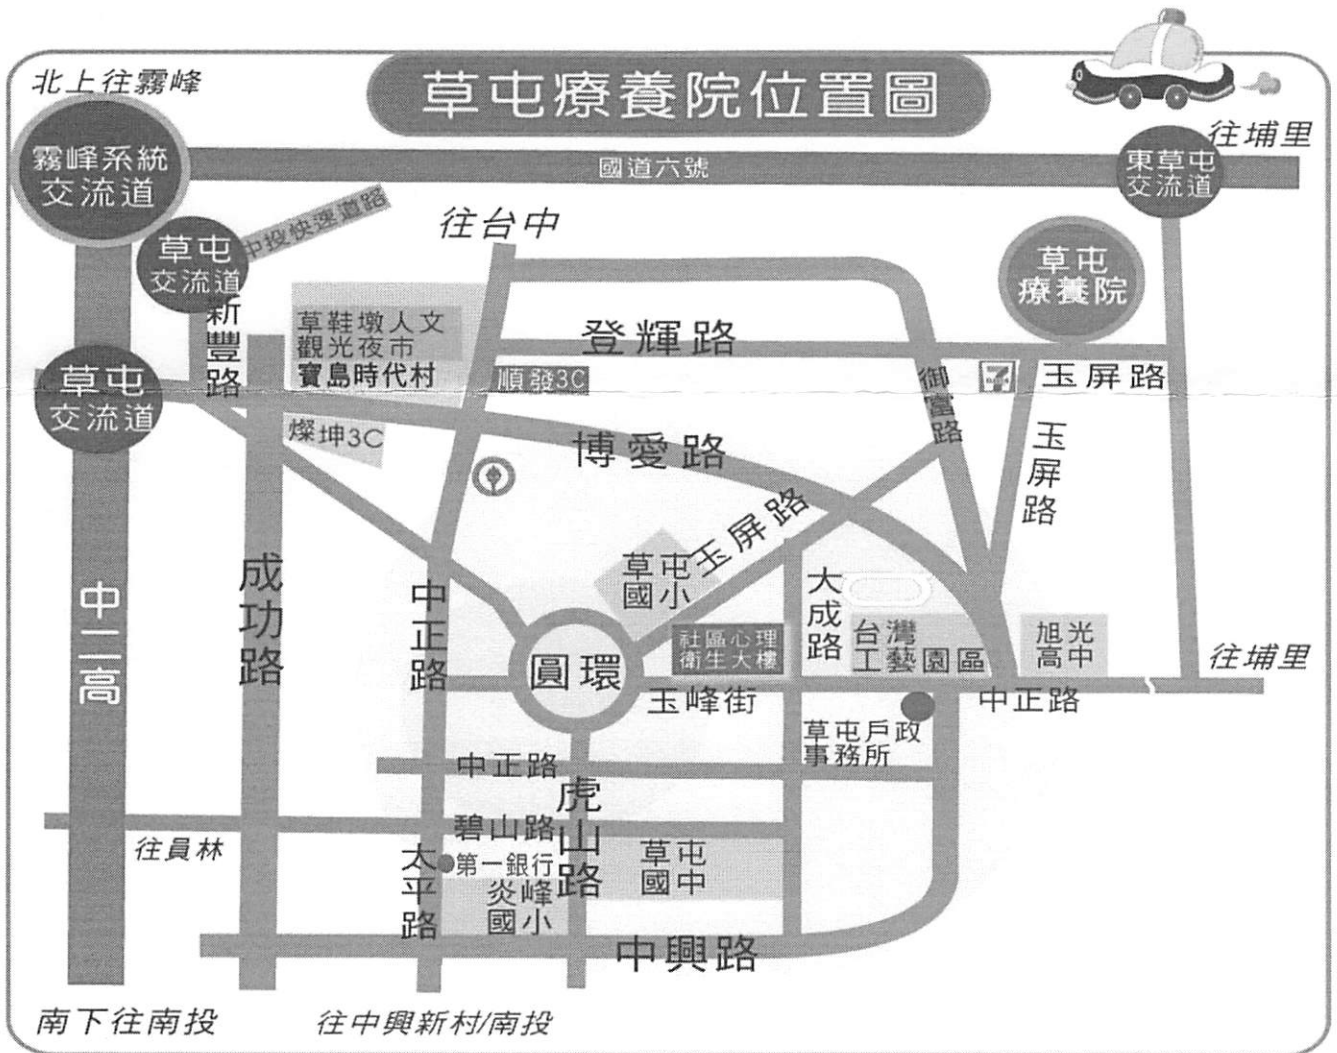 草屯療養院位置圖
北上往霧峰
霧峰系統
交流道
國道六號
往埔里
東草屯
交流道
草屯
交流道
中投快速道路
往台中
草屯
療養院
新豐路
草鞋墩人文
觀光夜市
寶島時代村
登輝路
順發3C
御富路
7
玉屏路
草屯
交流道
燦坤3C
博愛路
玉屏路
玉屏路
中二高
成功路
中正路
草屯
國小
社區心理
衛生大樓
大成路
台灣
工藝園區
旭光
高中
往埔里
圓環
玉峰街
中正路
草屯戶政
事務所
中正路
虎山路
碧山路
往員林
太平路
第一銀行
炎峰
國小
草屯
國中
中興路
南下往南投
往中興新村/南投